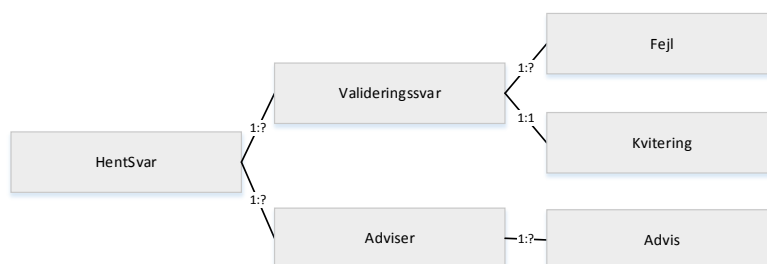 Fejl
1:?
Valideringssvar
1:1
1:?
Kvitering
HentSvar
1:?
Adviser
1:?
Advis